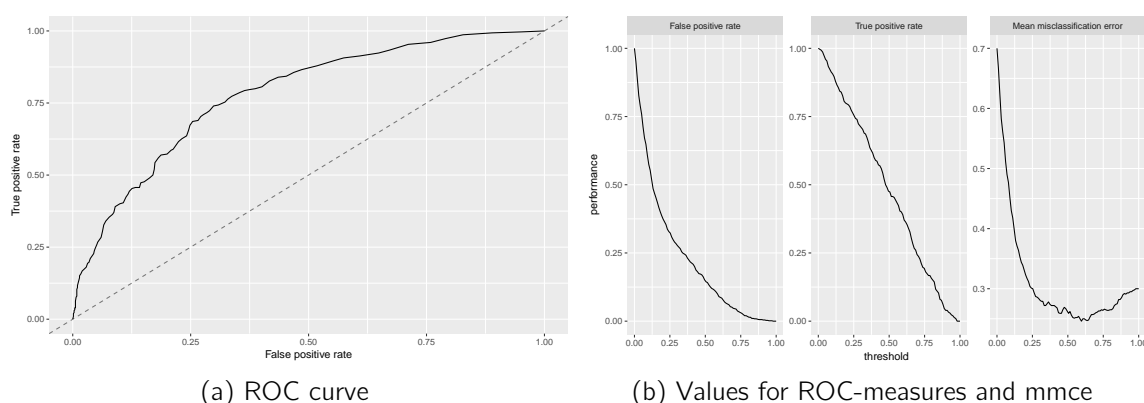 1.00
0.75
0.50
0.25
0.00
True positive rate
0.00 0.25 0.50 0.75 1.00
False positive rate
(a) ROC curve
False positive rate
True positive rate
Mean misclassification error
performance
1.00
0.75
0.50
0.25
0.00
1.00
0.75
0.50
0.25
0.00
0.7
0.6
0.5
0.4
0.3
0.00 0.25 0.50 0.75 1.00
0.00 0.25 0.50 0.75 1.00
0.00 0.25 0.50 0.75 1.00
threshold
(b) Values for ROC-measures and mmce